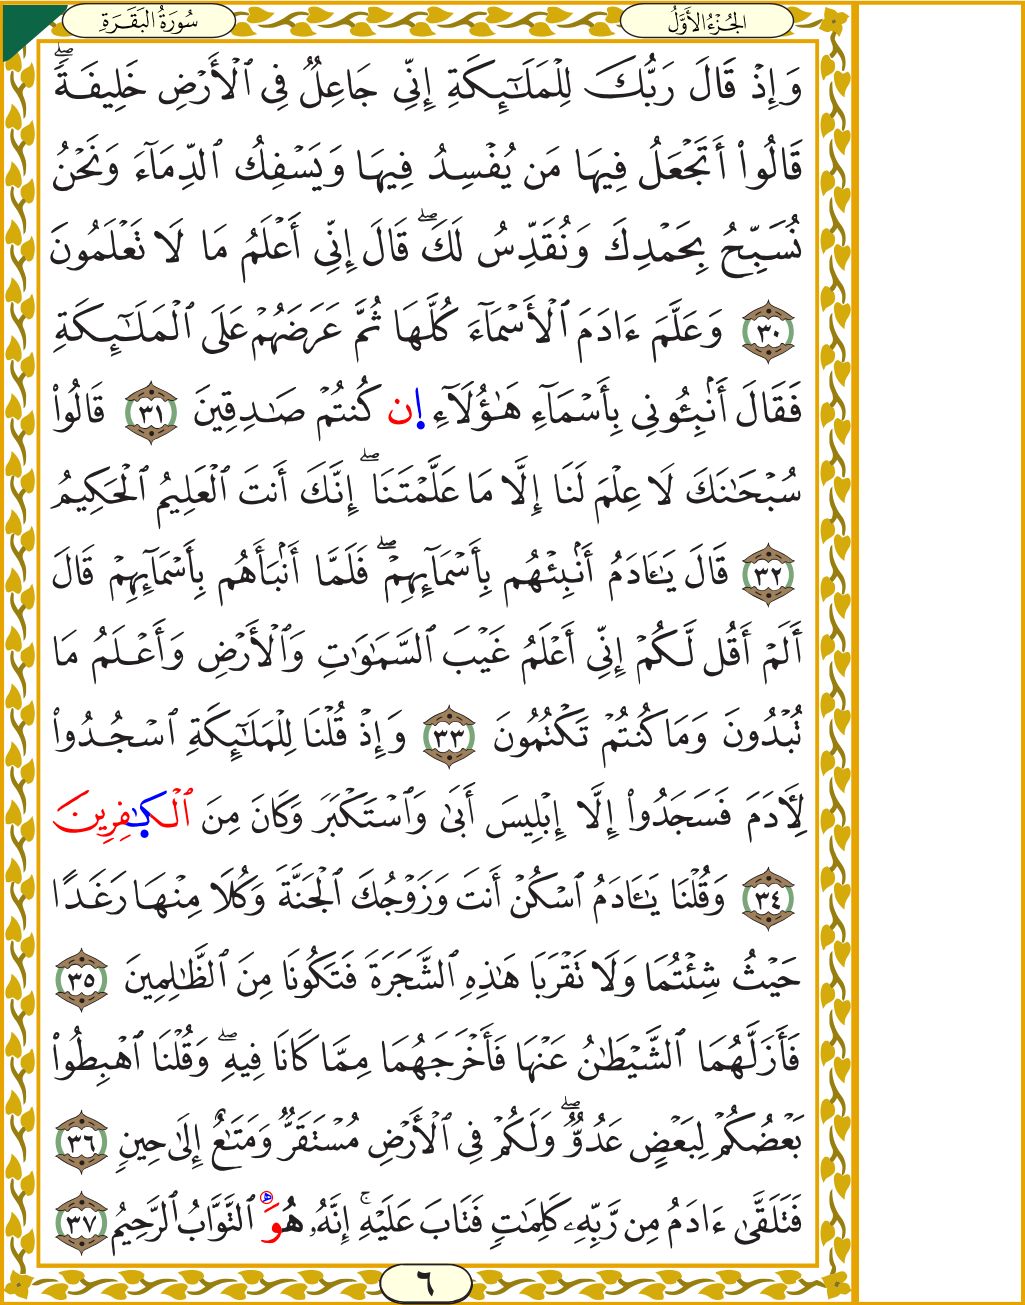 سُورَةُ البَقَرَةِ
الجُزْءُ الأَوَّلُ
وَإِذۡ قَالَ رَبُّكَ لِلۡمَلَٰٓئِكَةِ إِنِّي جَاعِلٞ فِي ٱلۡأَرۡضِ خَلِيفَةٗۖ
قَالُوٓاْ أَتَجۡعَلُ فِيهَا مَن يُفۡسِدُ فِيهَا وَيَسۡفِكُ ٱلدِّمَآءَ وَنَحۡنُ
نُسَبِّحُ بِحَمۡدِكَ وَنُقَدِّسُ لَكَۖ قَالَ إِنِّي أَعۡلَمُ مَا لَا تَعۡلَمُونَ
٣٠ وَعَلَّمَ ءَادَمَ ٱلۡأَسۡمَآءَ كُلَّهَا ثُمَّ عَرَضَهُمۡ عَلَى ٱلۡمَلَٰٓئِكَةِ
فَقَالَ أَنۢبِـُٔونِي بِأَسۡمَآءِ هَٰٓؤُلَآءِ إِن كُنتُمۡ صَٰدِقِينَ ٣١ قَالُواْ
سُبۡحَٰنَكَ لَا عِلۡمَ لَنَآ إِلَّا مَا عَلَّمۡتَنَآۖ إِنَّكَ أَنتَ ٱلۡعَلِيمُ ٱلۡحَكِيمُ
٣٢ قَالَ يَٰٓـَٔادَمُ أَنۢبِئۡهُم بِأَسۡمَآئِهِمۡۖ فَلَمَّآ أَنۢبَأَهُم بِأَسۡمَآئِهِمۡ قَالَ
أَلَمۡ أَقُل لَّكُمۡ إِنِّيٓ أَعۡلَمُ غَيۡبَ ٱلسَّمَٰوَٰتِ وَٱلۡأَرۡضِ وَأَعۡلَمُ مَا
تُبۡدُونَ وَمَا كُنتُمۡ تَكۡتُمُونَ ٣٣ وَإِذۡ قُلۡنَا لِلۡمَلَٰٓئِكَةِ ٱسۡجُدُواْ
لِأٓدَمَ فَسَجَدُوٓاْ إِلَّآ إِبۡلِيسَ أَبَىٰ وَٱسۡتَكۡبَرَ وَكَانَ مِنَ ٱلۡكَٰفِرِينَ
٣٤ وَقُلۡنَا يَٰٓـَٔادَمُ ٱسۡكُنۡ أَنتَ وَزَوۡجُكَ ٱلۡجَنَّةَ وَكُلَا مِنۡهَا رَغَدًا
حَيۡثُ شِئۡتُمَا وَلَا تَقۡرَبَا هَٰذِهِ ٱلشَّجَرَةَ فَتَكُونَا مِنَ ٱلظَّٰلِمِينَ ٣٥
فَأَزَلَّهُمَا ٱلشَّيۡطَٰنُ عَنۡهَا فَأَخۡرَجَهُمَا مِمَّا كَانَا فِيهِۖ وَقُلۡنَا ٱهۡبِطُواْ
بَعۡضُكُمۡ لِبَعۡضٍ عَدُوّٞۖ وَلَكُمۡ فِي ٱلۡأَرۡضِ مُسۡتَقَرّٞ وَمَتَٰعٌ إِلَىٰ حِينٖ ٣٦
فَتَلَقَّىٰٓ ءَادَمُ مِن رَّبِّهِۦ كَلِمَٰتٖ فَتَابَ عَلَيۡهِۚ إِنَّهُۥ هُوَ ٱلتَّوَّابُ ٱلرَّحِيمُ ٣٧
٦